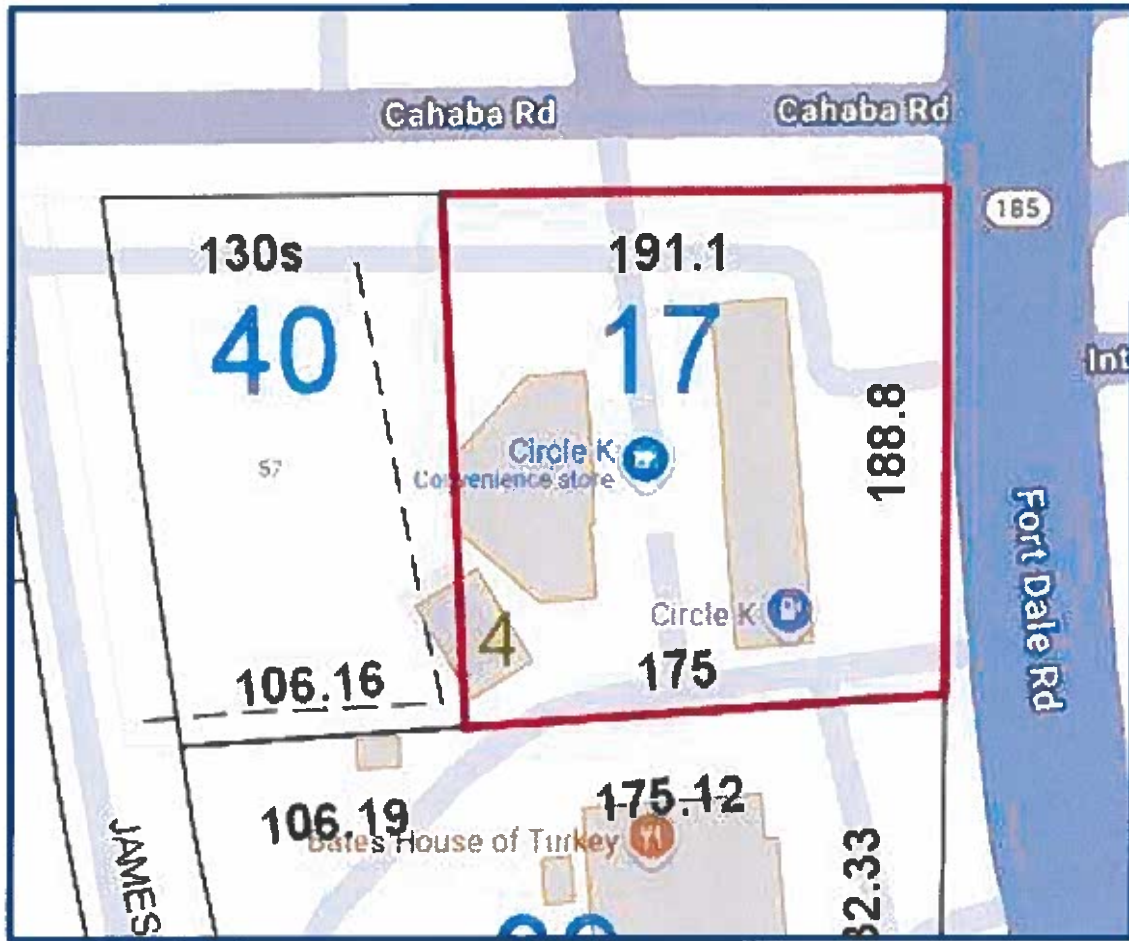 Cahaba Rd Cahaba Rd
185
130s 191.1
40 17
Int
188.8
57
Circle K
Convenience store
Fort Dale Rd
Circle K
4
106.16 175
175.12
106.19
Bates House of Turkey
JAMES
32.33